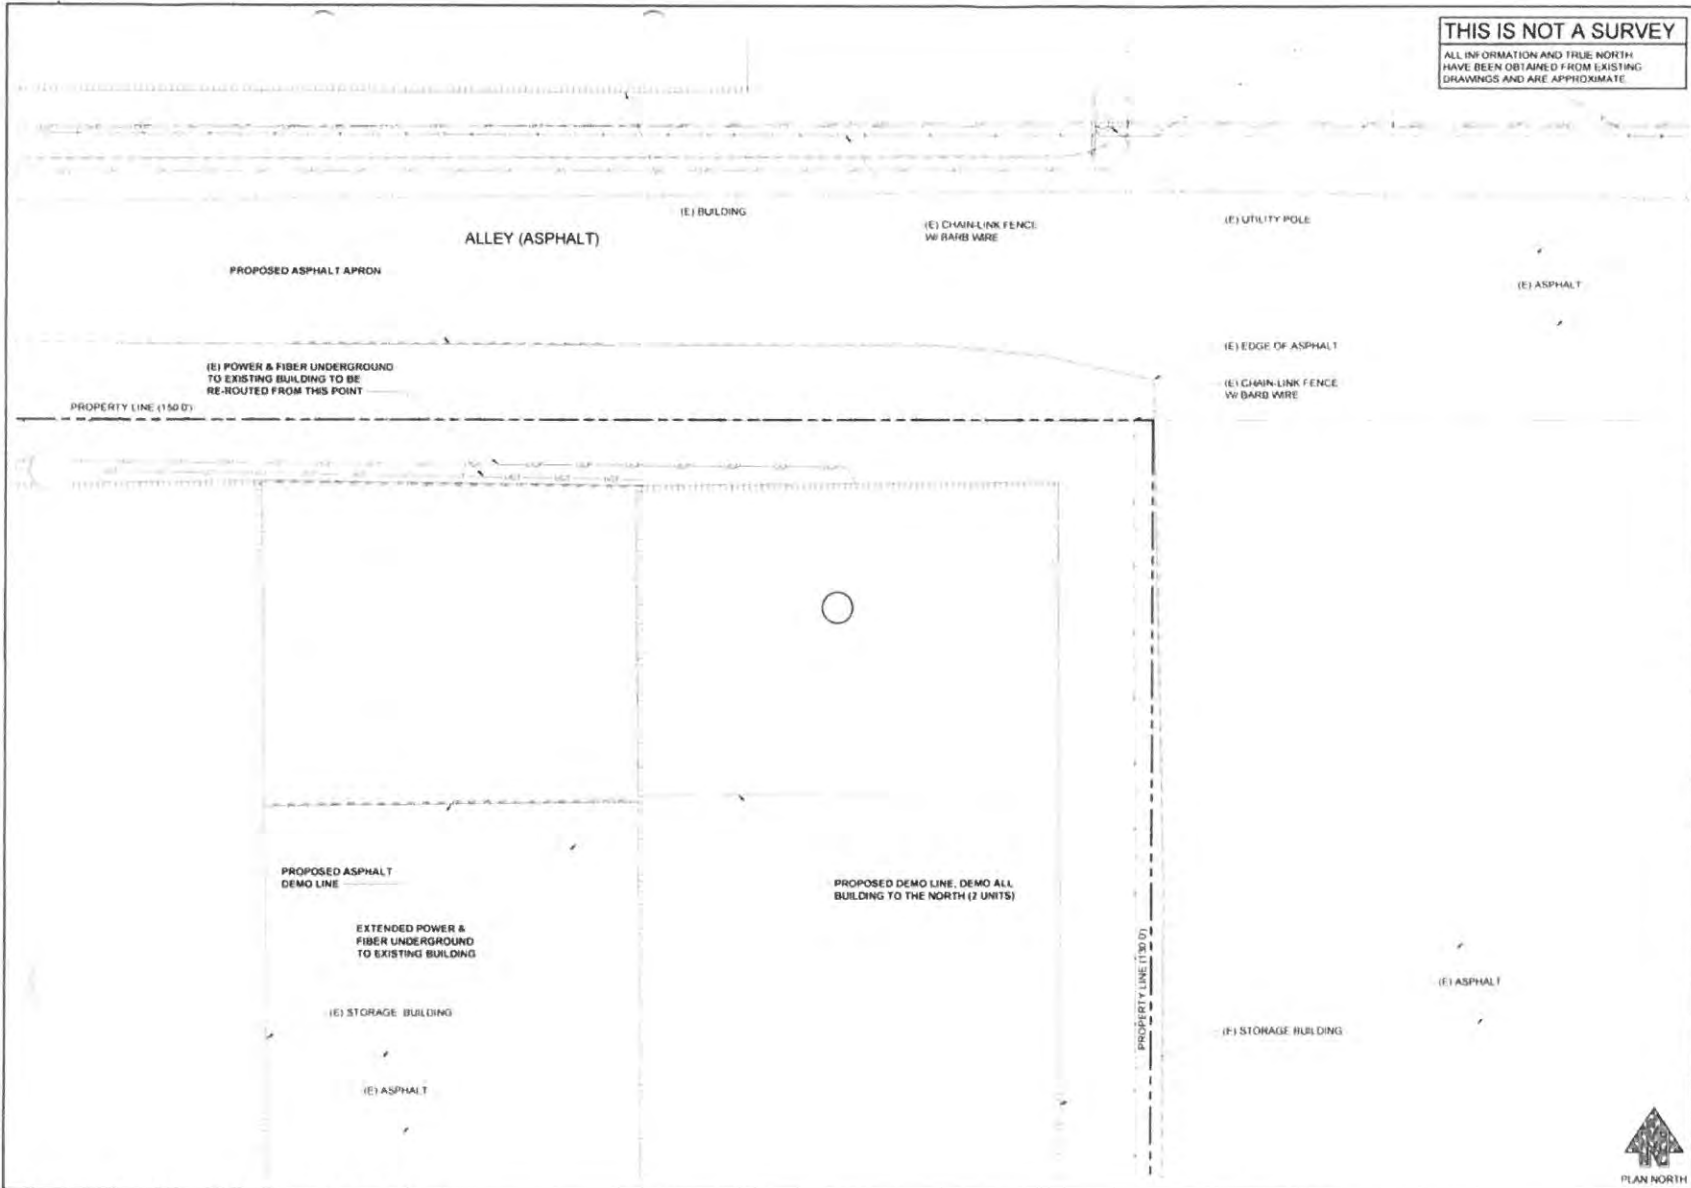 THIS IS NOT A SURVEY
ALL INFORMATION AND TRUE NORTH
HAVE BEEN OBTAINED FROM EXISTING
DRAWINGS AND ARE APPROXIMATE
(E) BUILDING
(E) CHAIN-LINK FENCE
W/ BARB WIRE
(E) UTILITY POLE
ALLEY (ASPHALT)
PROPOSED ASPHALT APRON
(E) ASPHALT
(E) EDGE OF ASPHALT
(E) POWER & FIBER UNDERGROUND
TO EXISTING BUILDING TO BE
RE-ROUTED FROM THIS POINT
(E) CHAIN-LINK FENCE
W/ BARB WIRE
PROPERTY LINE (150.0')
PROPOSED ASPHALT
DEMO LINE
PROPOSED DEMO LINE, DEMO ALL
BUILDING TO THE NORTH (2 UNITS)
EXTENDED POWER &
FIBER UNDERGROUND
TO EXISTING BUILDING
PROPERTY LINE (130.0')
(E) ASPHALT
(E) STORAGE BUILDING
(E) STORAGE BUILDING
(E) ASPHALT
PLAN NORTH